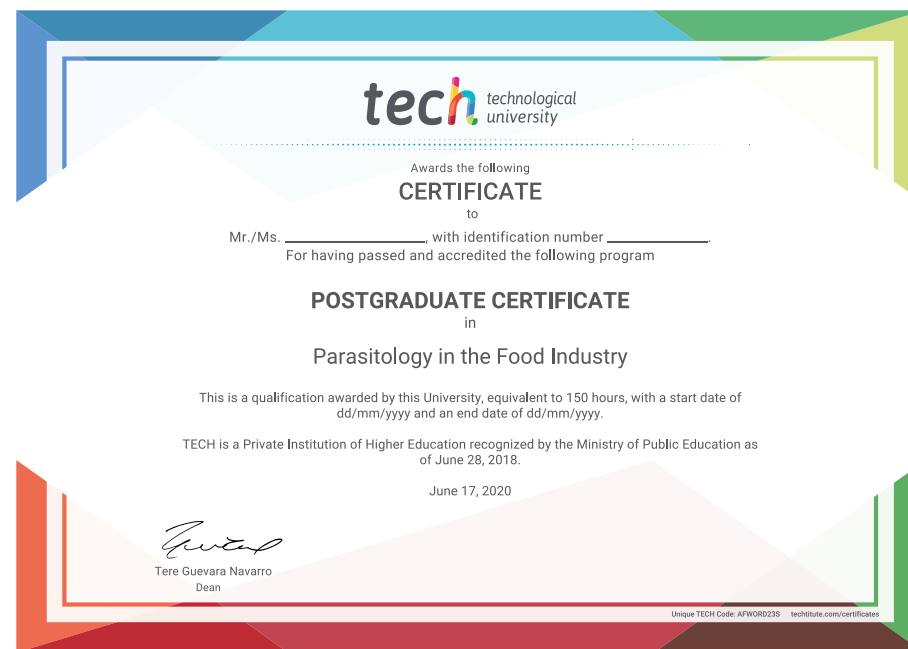 tech technological
university
Awards the following
CERTIFICATE
to
Mr./Ms. ____________________, with identification number ______________.
For having passed and accredited the following program
POSTGRADUATE CERTIFICATE
in
Parasitology in the Food Industry
This is a qualification awarded by this University, equivalent to 150 hours, with a start date of
dd/mm/yyyy and an end date of dd/mm/yyyy.
TECH is a Private Institution of Higher Education recognized by the Ministry of Public Education as
of June 28, 2018.
June 17, 2020
Tere Guevara Navarro
Dean
Unique TECH Code: AFWORD23S techtitute.com/certificates